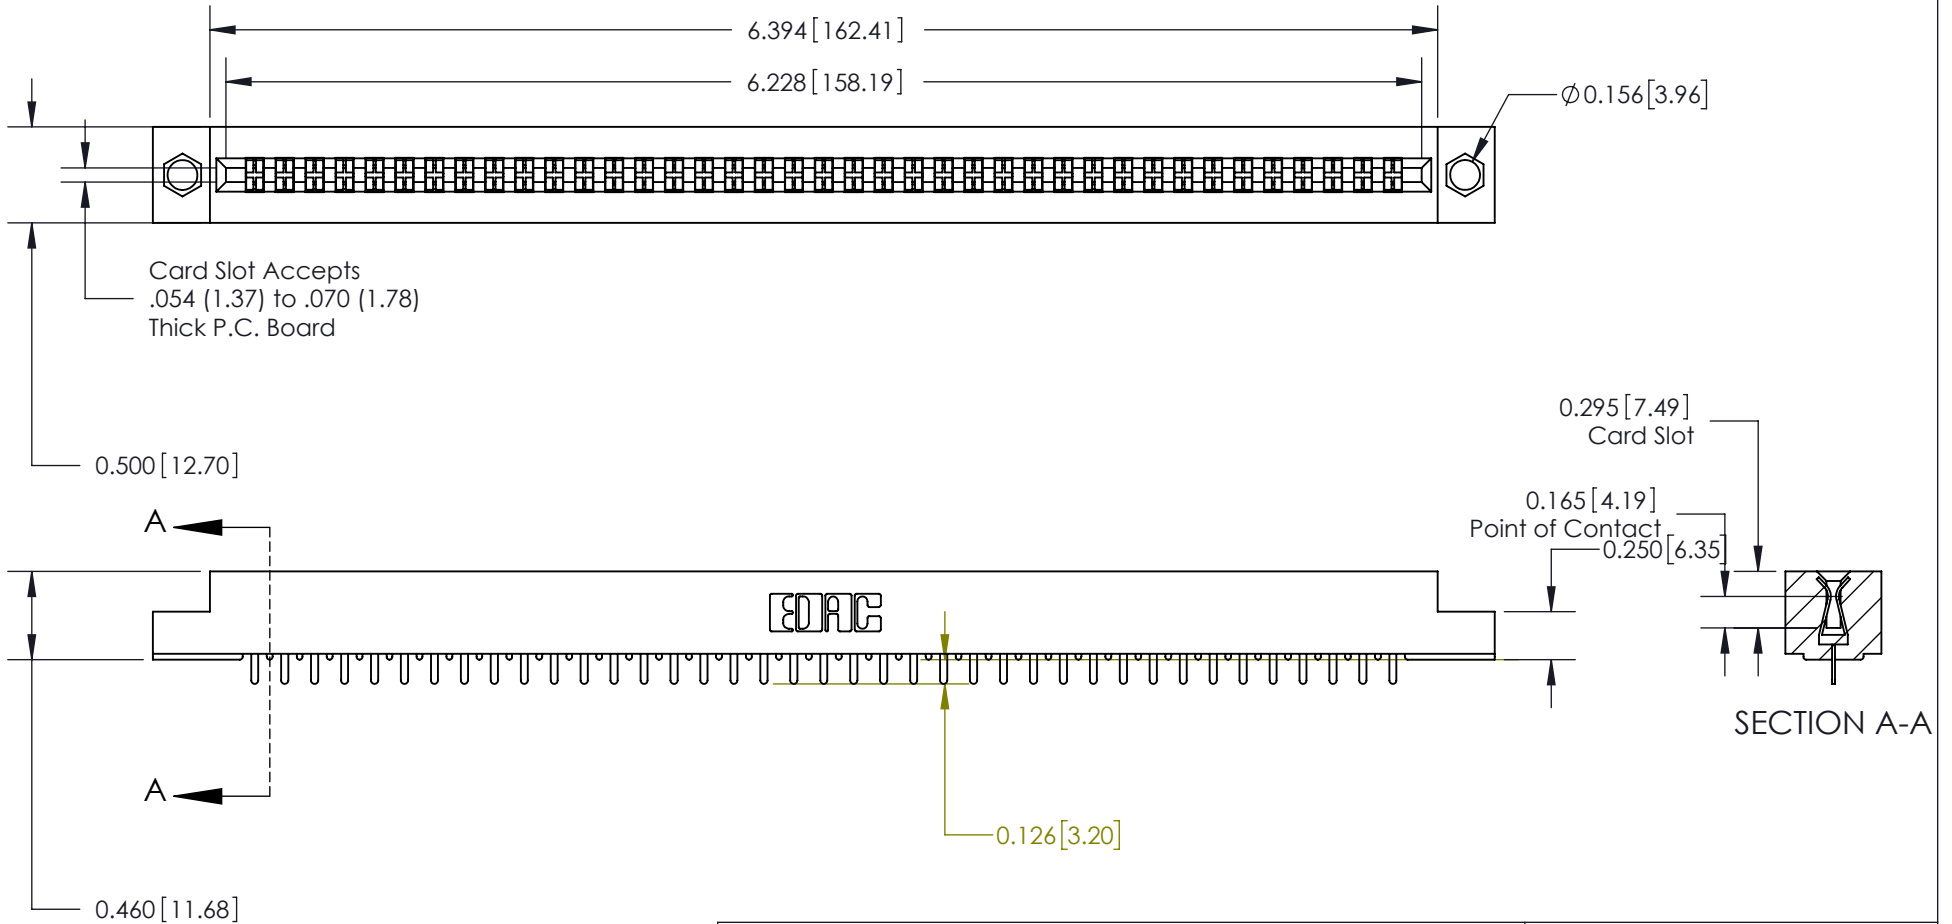 6.394[162.41]
6.228[158.19]
Ø0.156[3.96]
Card Slot Accepts
.054 (1.37) to .070 (1.78)
Thick P.C. Board
0.295[7.49]
Card Slot
0.500[12.70]
0.165[4.19]
Point of Contact
A
0.250[6.35]
EDAC
SECTION A-A
A
0.126[3.20]
0.460[11.68]